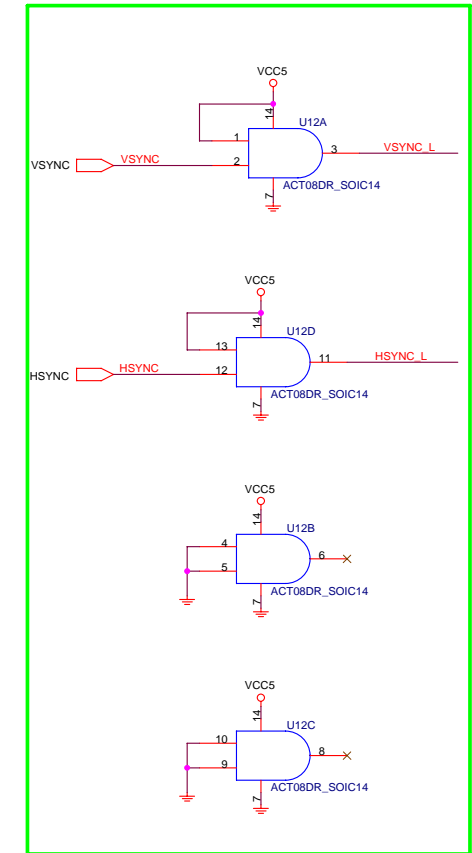 VCC5
14
U12A
1
VSYNC
VSYNC
2
3
VSYNC_L
7
ACT08DR_SOIC14
VCC5
14
U12D
13
HSYNC
HSYNC
12
11
HSYNC_L
7
ACT08DR_SOIC14
VCC5
14
U12B
4
5
6
7
ACT08DR_SOIC14
VCC5
14
U12C
10
9
8
7
ACT08DR_SOIC14